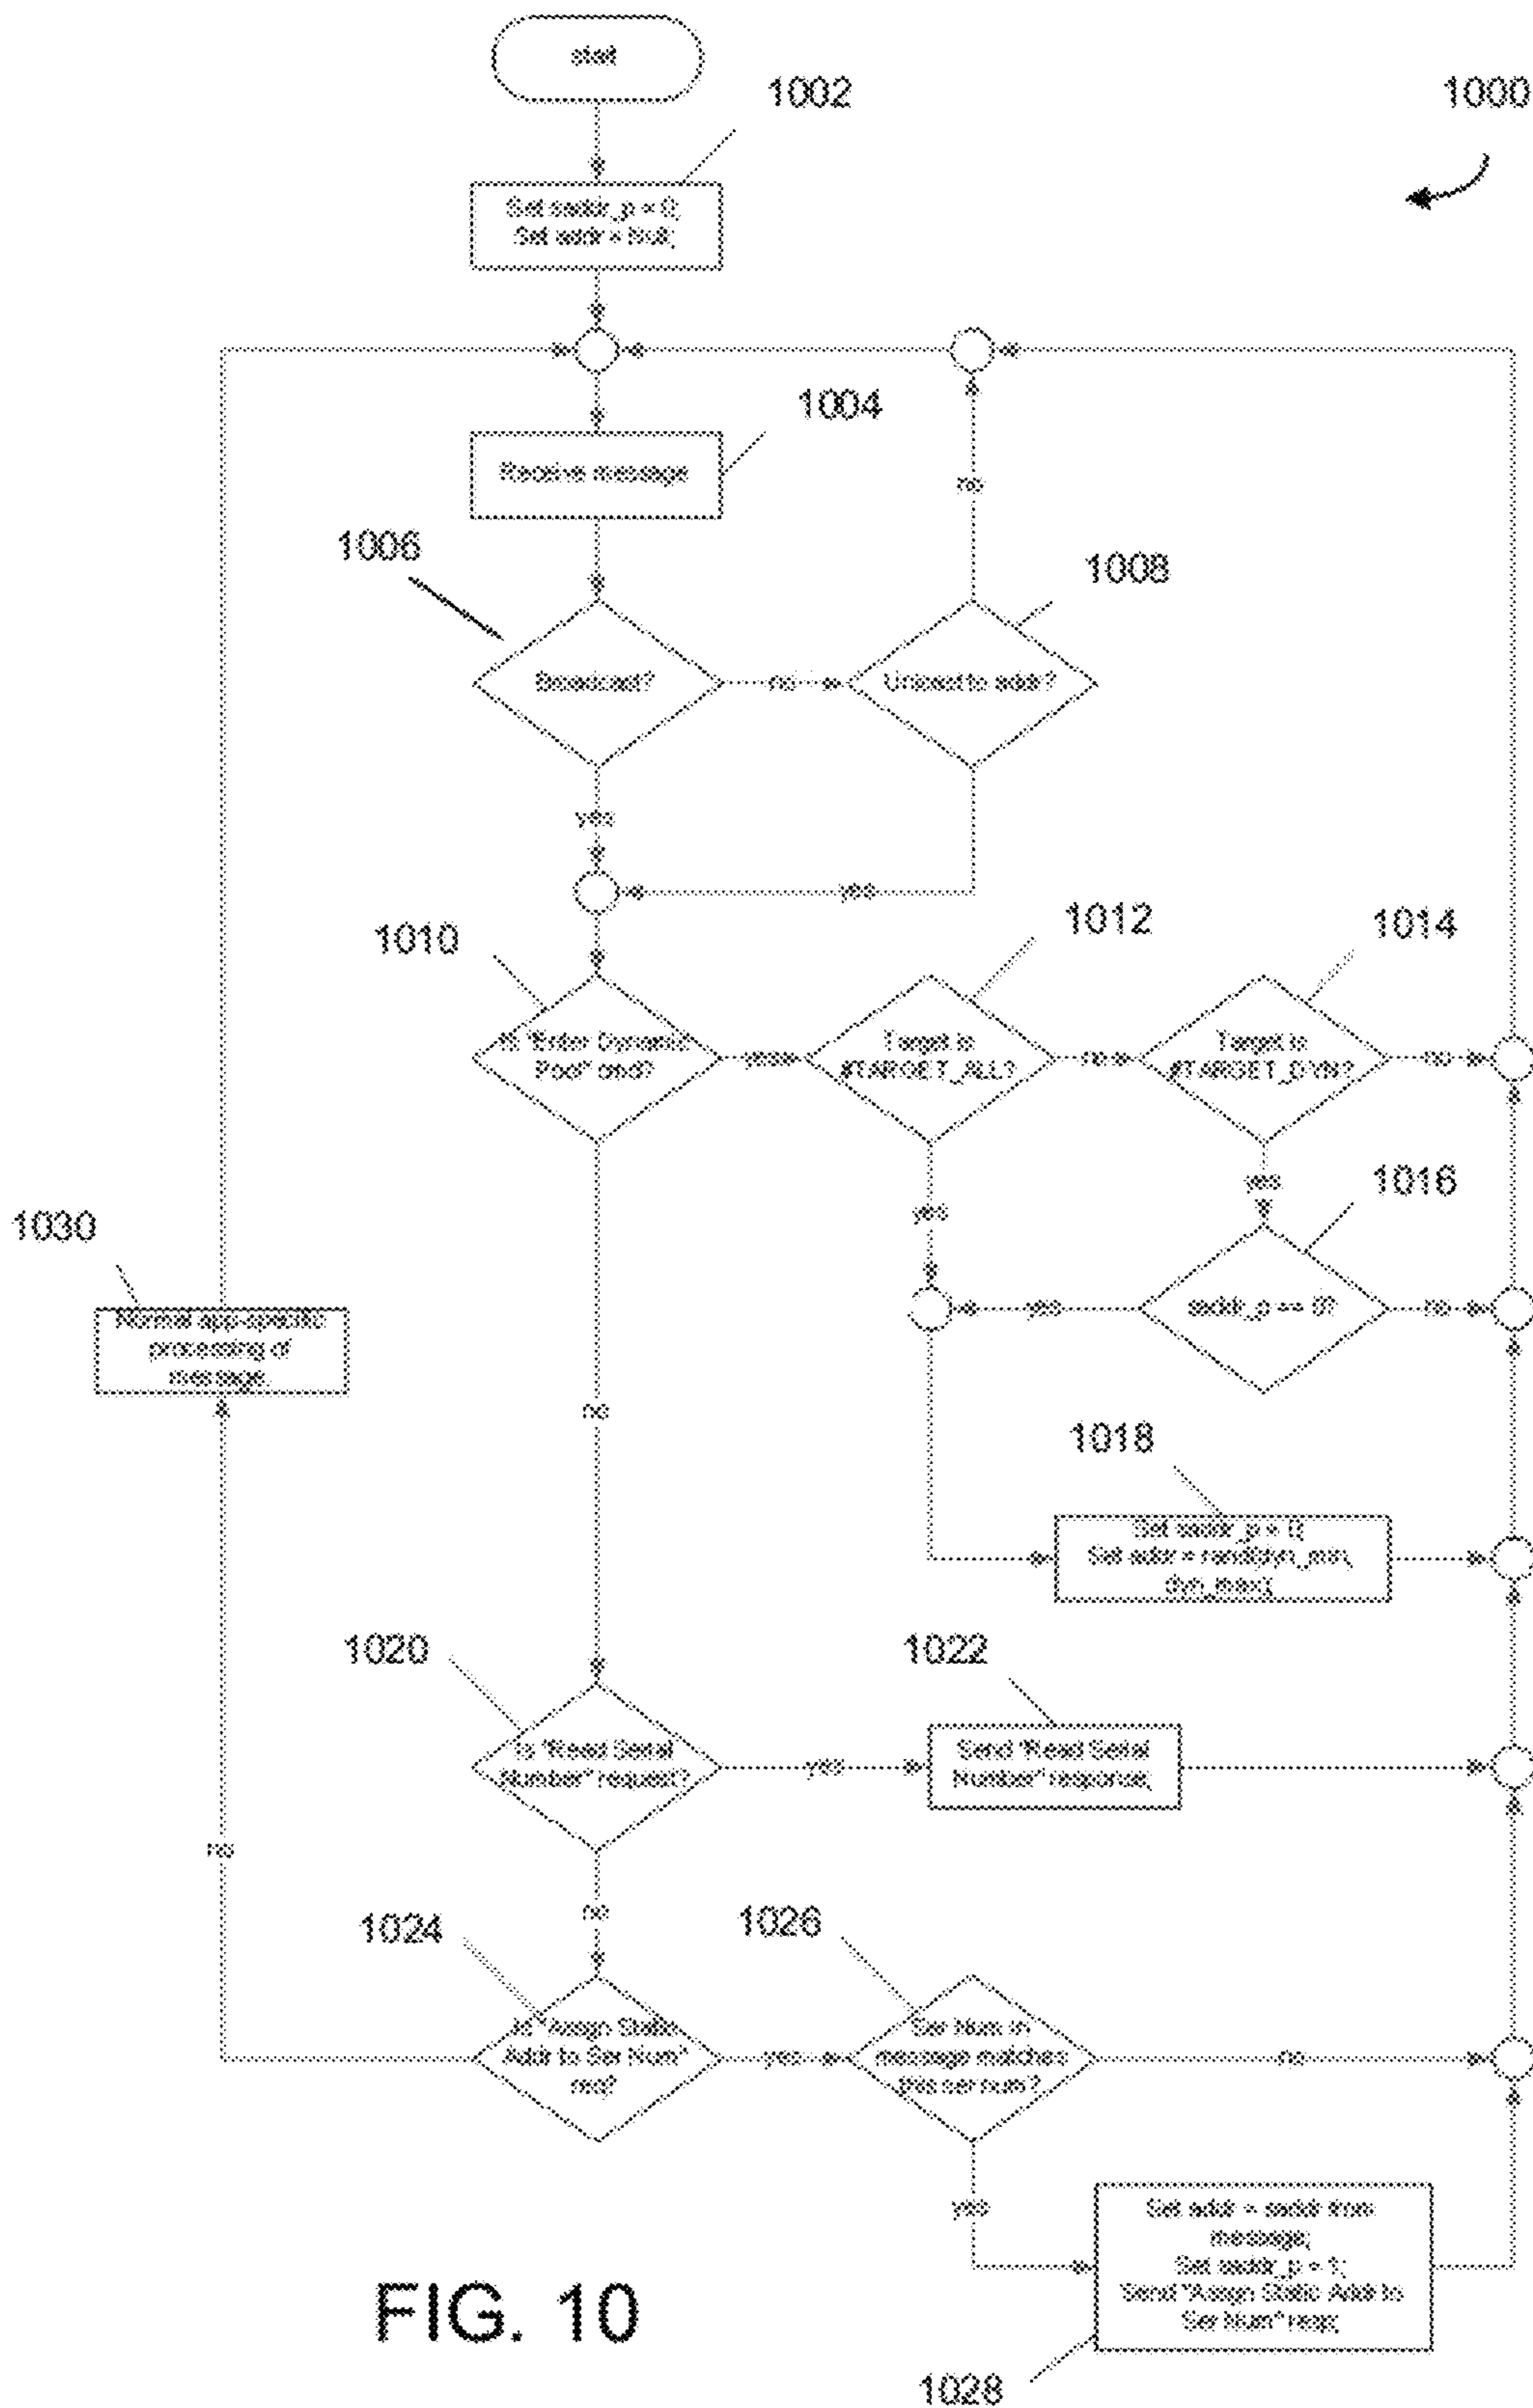 start
1002
1000
Set saddr_p = 0;
Set addr = Null;
1004
Receive message
no
1006
1008
Broadcast?
no
Unicast to addr?
yes
yes
1010
1012
1014
Is "Enter Dynamic
Pool" cmd?
yes
Target is
#TARGET_ALL?
no
Target is
#TARGET_DYN?
no
yes
1016
yes
1030
Normal app-specific
processing of
message.
yes
saddr_p == 0?
no
no
1018
Set saddr_p = 0;
Set addr = rand(dyn_min,
dyn_max);
1020
1022
Is "Read Serial
Number" request?
yes
Send "Read Serial
Number" response;
no
no
1024
1026
Is "Assign Static
Addr to Ser Num"
req?
yes
Ser Num in
message matches
this ser num?
no
yes
Set addr = saddr from
message;
Set saddr_p = 1;
Send "Assign Static Addr to
Ser Num" resp;
FIG. 10
1028